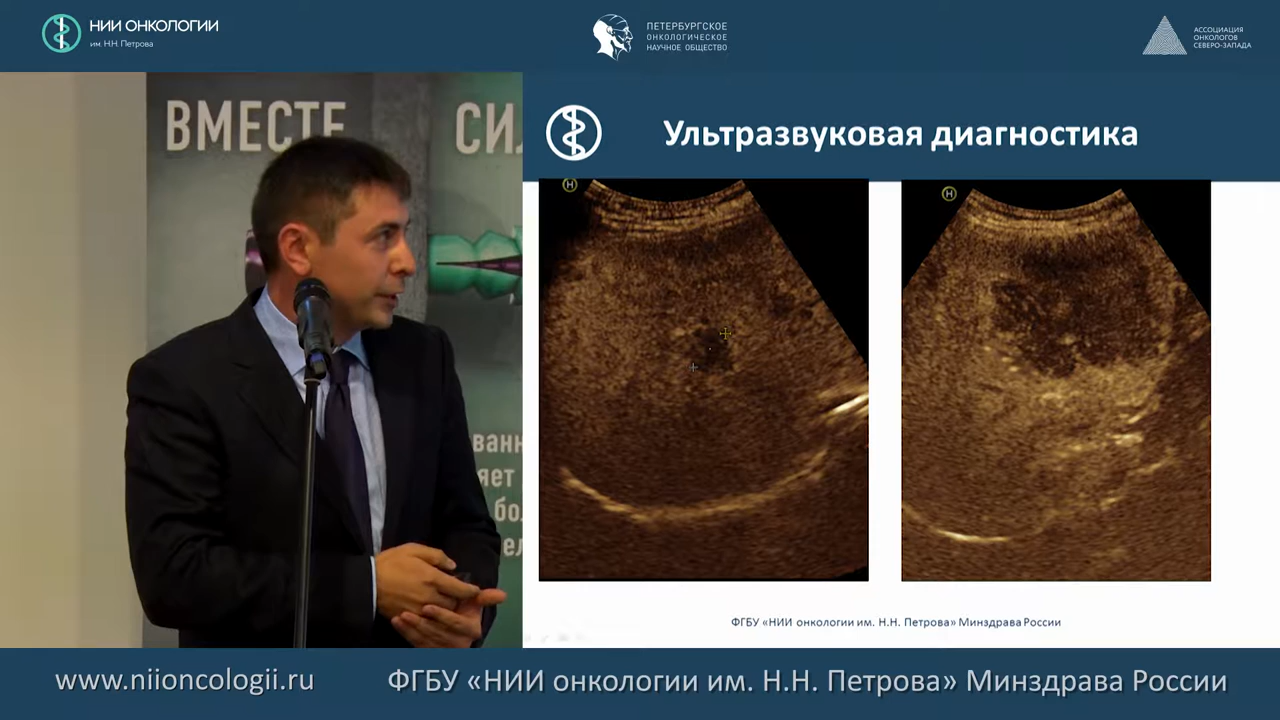 НИИ ОНКОЛОГИИ
им. Н.Н. Петрова
ПЕТЕРБУРГСКОЕ
ОНКОЛОГИЧЕСКОЕ
НАУЧНОЕ ОБЩЕСТВО
АССОЦИАЦИЯ
ОНКОЛОГОВ
СЕВЕРО-ЗАПАДА
ВМЕСТЕ
СИЛ
Ультразвуковая диагностика
H
H
ФГБУ «НИИ онкологии им. Н.Н. Петрова» Минздрава России
www.niioncologii.ru
ФГБУ «НИИ онкологии им. Н.Н. Петрова» Минздрава России